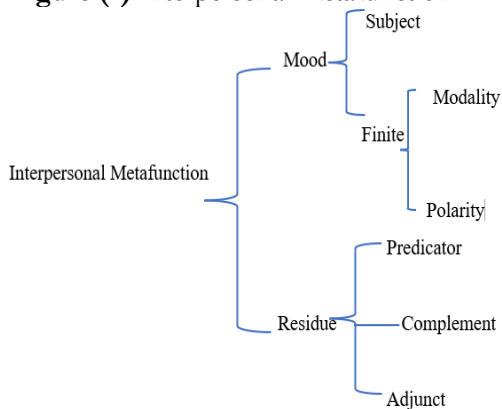 Subject
Mood
Modality
Finite
Interpersonal Metafunction
Polarity
Predicator
Residue
Complement
Adjunct